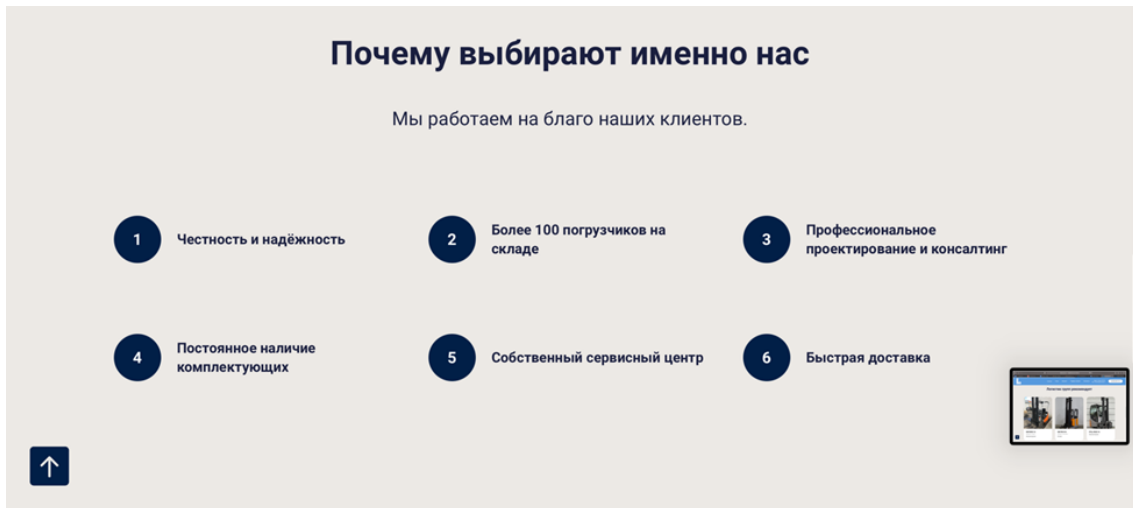 Почему выбирают именно нас
Мы работаем на благо наших клиентов.
1
Честность и надёжность
2
Более 100 погрузчиков на
складе
3
Профессиональное
проектирование и консалтинг
4
Постоянное наличие
комплектующих
5
Собственный сервисный центр
6
Быстрая доставка